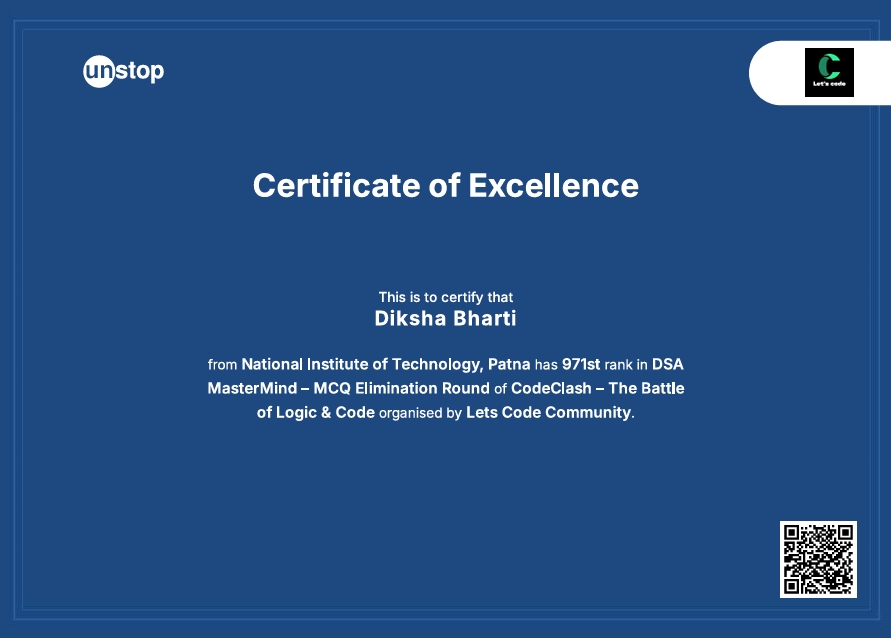 unstop
Let's code
Certificate of Excellence
This is to certify that
Diksha Bharti
from National Institute of Technology, Patna has 971st rank in DSA
MasterMind – MCQ Elimination Round of CodeClash – The Battle
of Logic & Code organised by Lets Code Community.